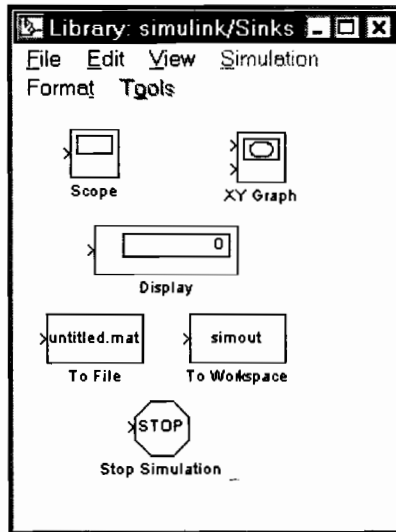 Library: simulink/Sinks
File Edit View Simulation
Format Tools
Scope
XY Graph
0
Display
untitled.mat
simout
To File
To Workspace
STOP
Stop Simulation